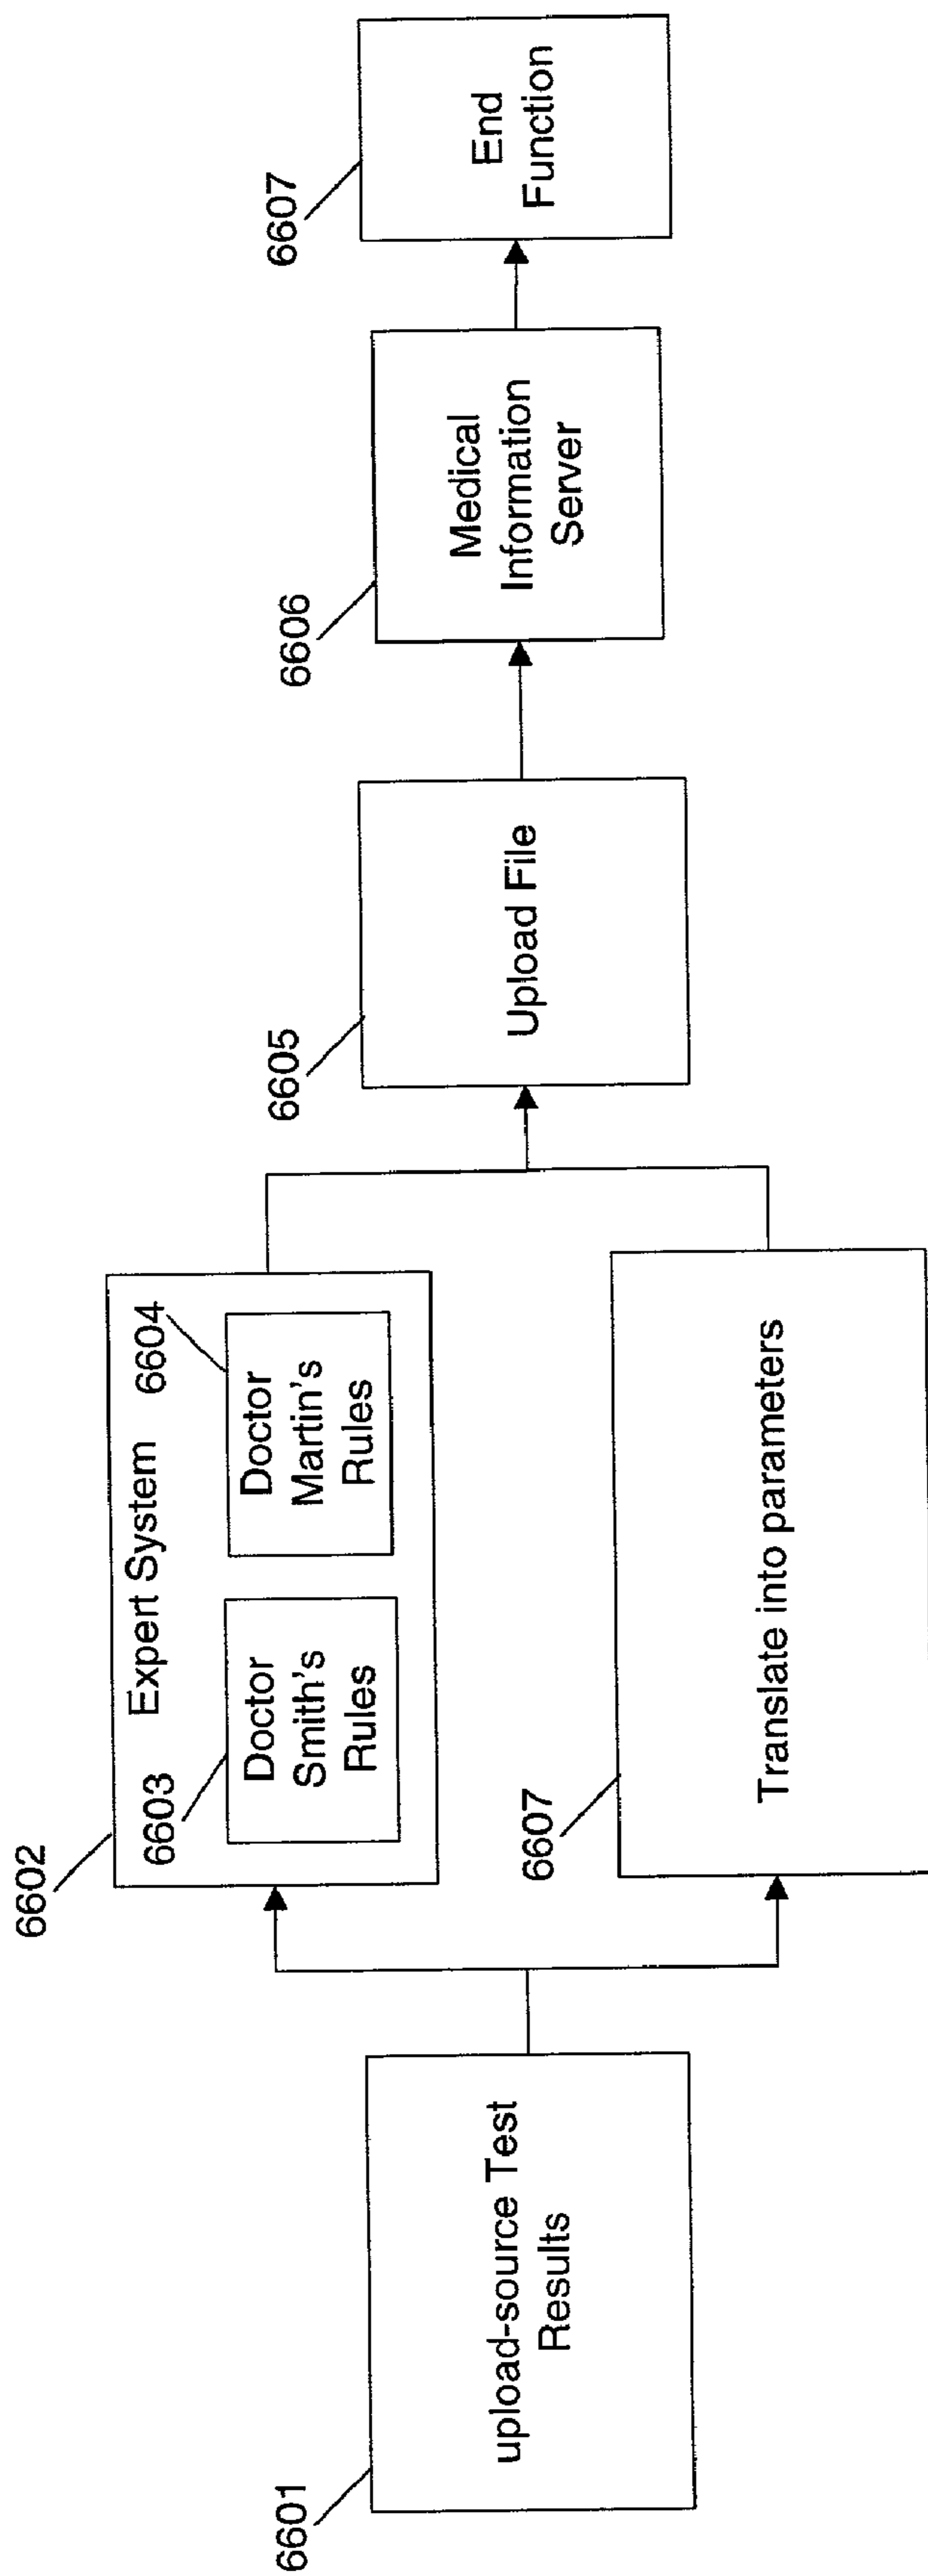 6601
upload-source Test
Results
6602
Expert System
6603
Doctor
Smith's
Rules
6604
Doctor
Martin's
Rules
6607
Translate into parameters
6605
Upload File
6606
Medical
Information
Server
6607
End
Function